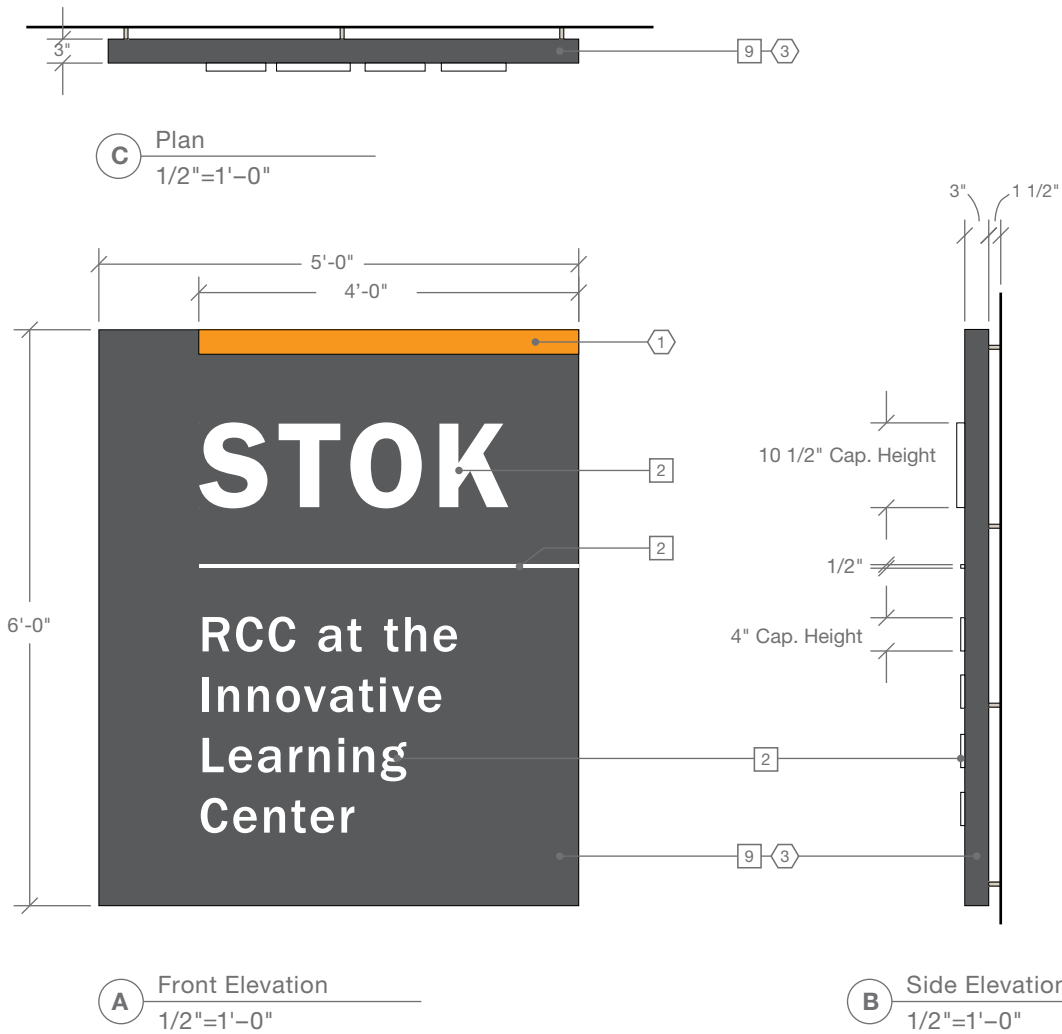 3"
9 3
C Plan
1/2"=1'–0"
3" 1 1/2"
5'-0"
4’-0"
1
STOK
10 1/2" Cap. Height
2
2
1/2"
6'-0"
RCC at the
4" Cap. Height
Innovative
Learning
2
Center
9 3
A Front Elevation
1/2"=1'–0"
B Side Elevation
1/2"=1'–0"